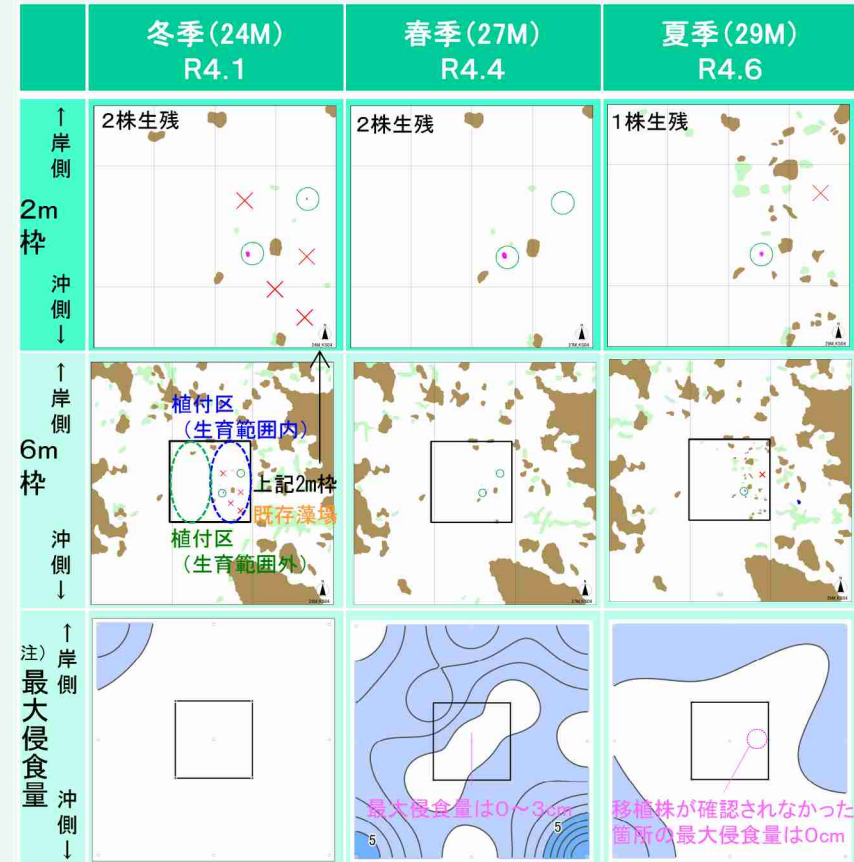 冬季(24M)
R4.1
春季(27M)
R4.4
夏季(29M)
R4.6
↑岸側
2m枠
沖側↓
2株生残
2株生残
1株生残
↑岸側
6m枠
沖側↓
植付区
(生育範囲内)
上記2m枠
既存藻場
植付区
(生育範囲外)
↑岸側
注)
最大侵食量
沖側↓
最大侵食量は0~3cm
5
5
移植株が確認されなかった
箇所の最大侵食量は0cm